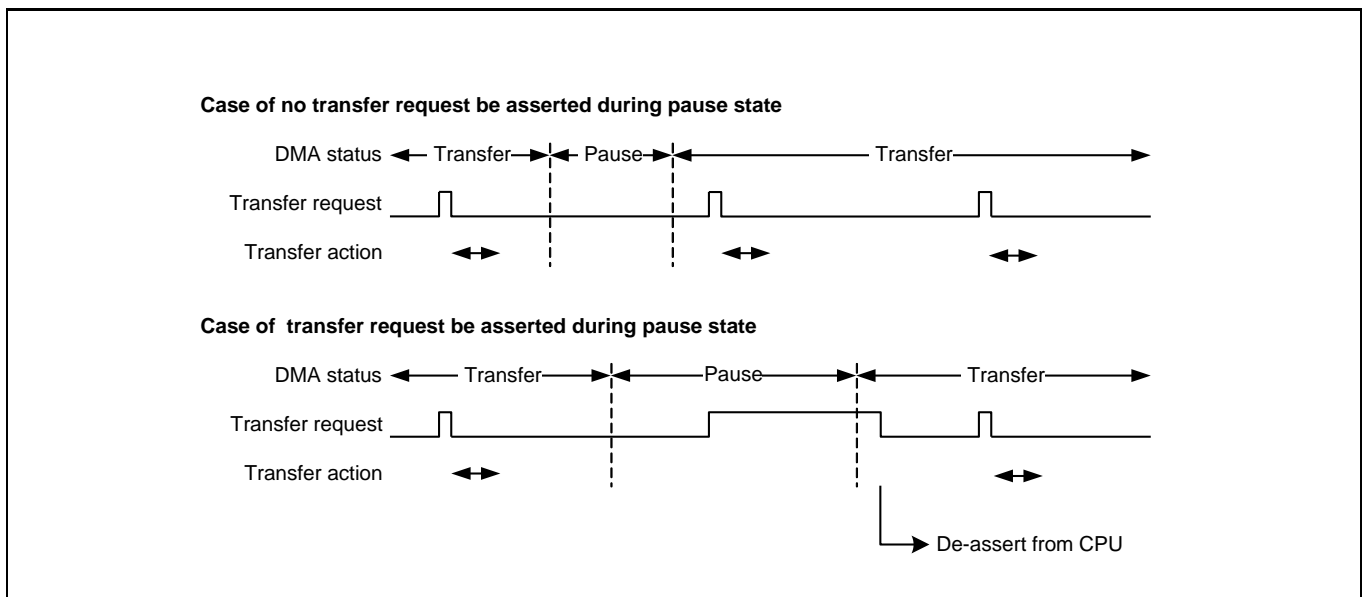 Case of no transfer request be asserted during pause state
DMA status Transfer Pause Transfer
Transfer request
Transfer action
Case of transfer request be asserted during pause state
DMA status Transfer Pause Transfer
Transfer request
Transfer action
De-assert from CPU